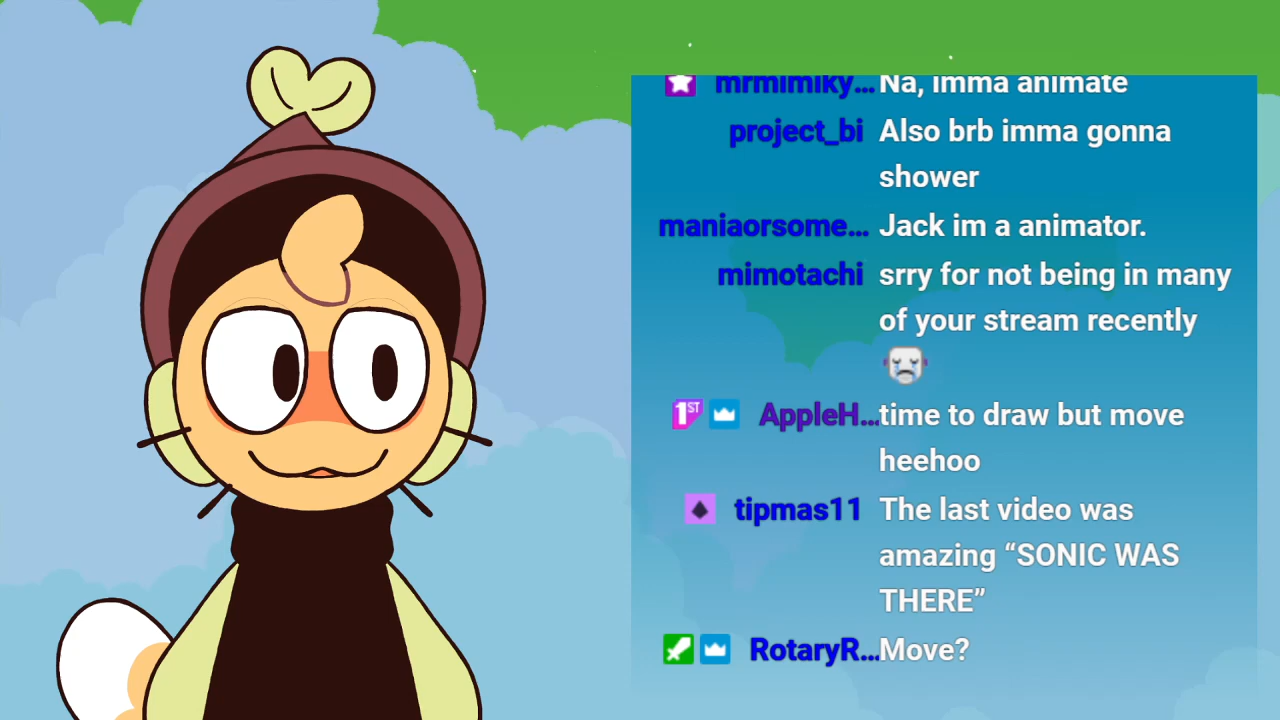 mrmimiky... Na, imma animate
project_bi Also brb imma gonna
shower
maniaorsome... Jack im a animator.
mimotachi srry for not being in many
of your stream recently
1ST AppleH... time to draw but move
heehoo
tipmas11 The last video was
amazing “SONIC WAS
THERE”
RotaryR... Move?